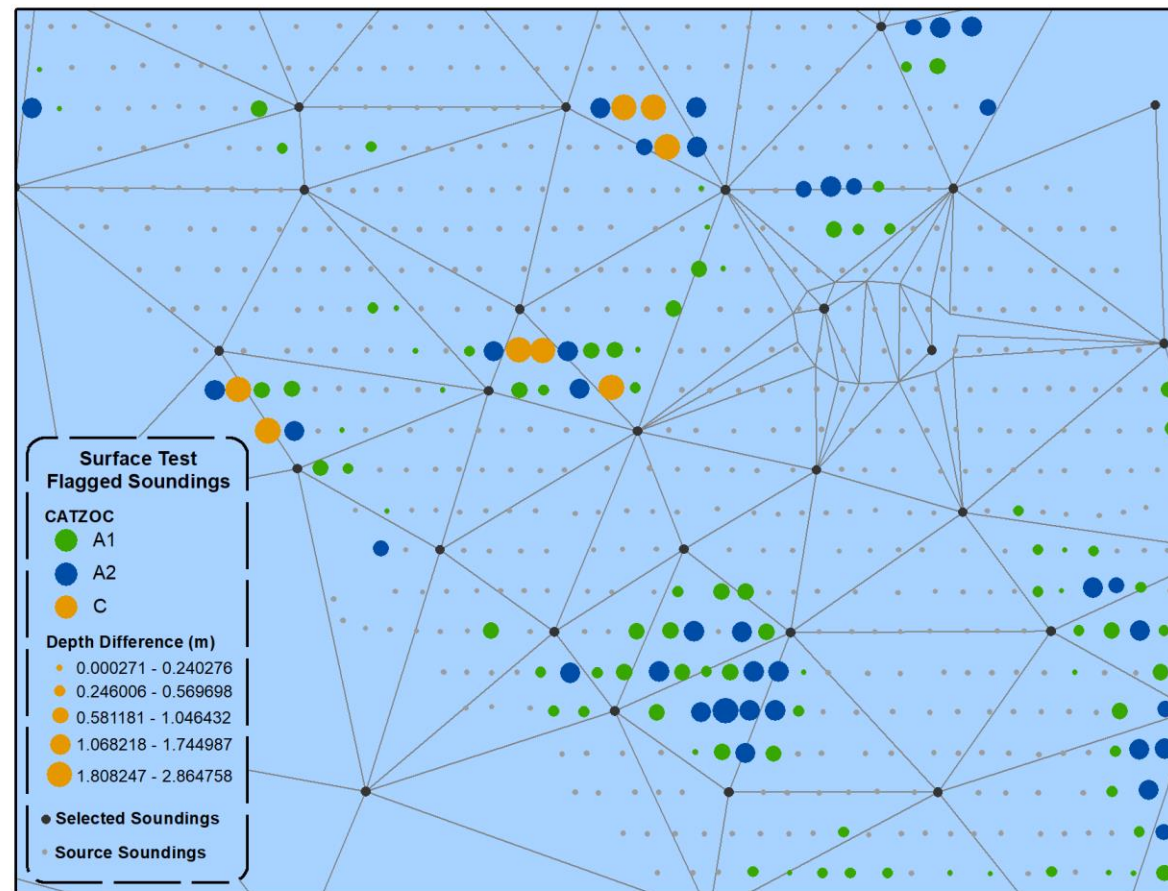 Surface Test
Flagged Soundings
CATZOC
A1
A2
C
Depth Difference (m)
0.000271 - 0.240276
0.246006 - 0.569698
0.581181 - 1.046432
1.068218 - 1.744987
1.808247 - 2.864758
Selected Soundings
Source Soundings